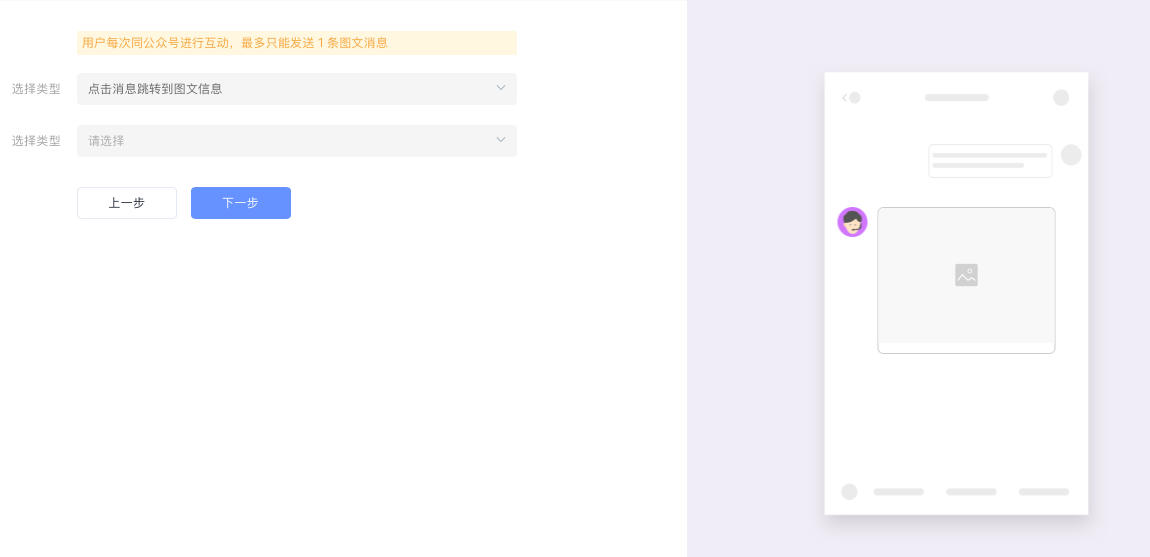 用户每次同公众号进行互动，最多只能发送 1 条图文消息
选择类型 点击消息跳转到图文信息
选择类型 请选择
上一步 下一步